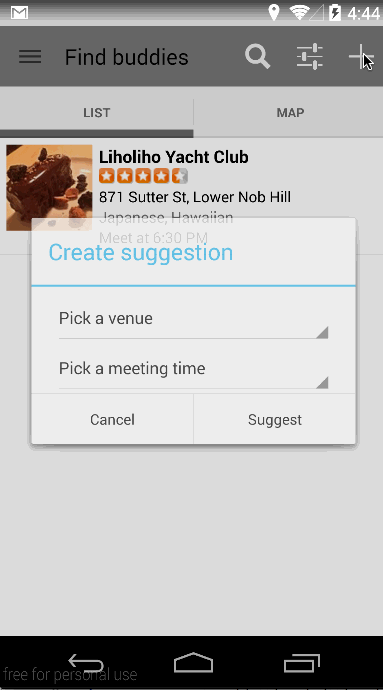 4:44
Find buddies
LIST
MAP
Liholiho Yacht Club
871 Sutter St, Lower Nob Hill
Japanese, Hawaiian
Meet at 6:30 PM
Create suggestion
Pick a venue
Pick a meeting time
Cancel
Suggest
free for personal use